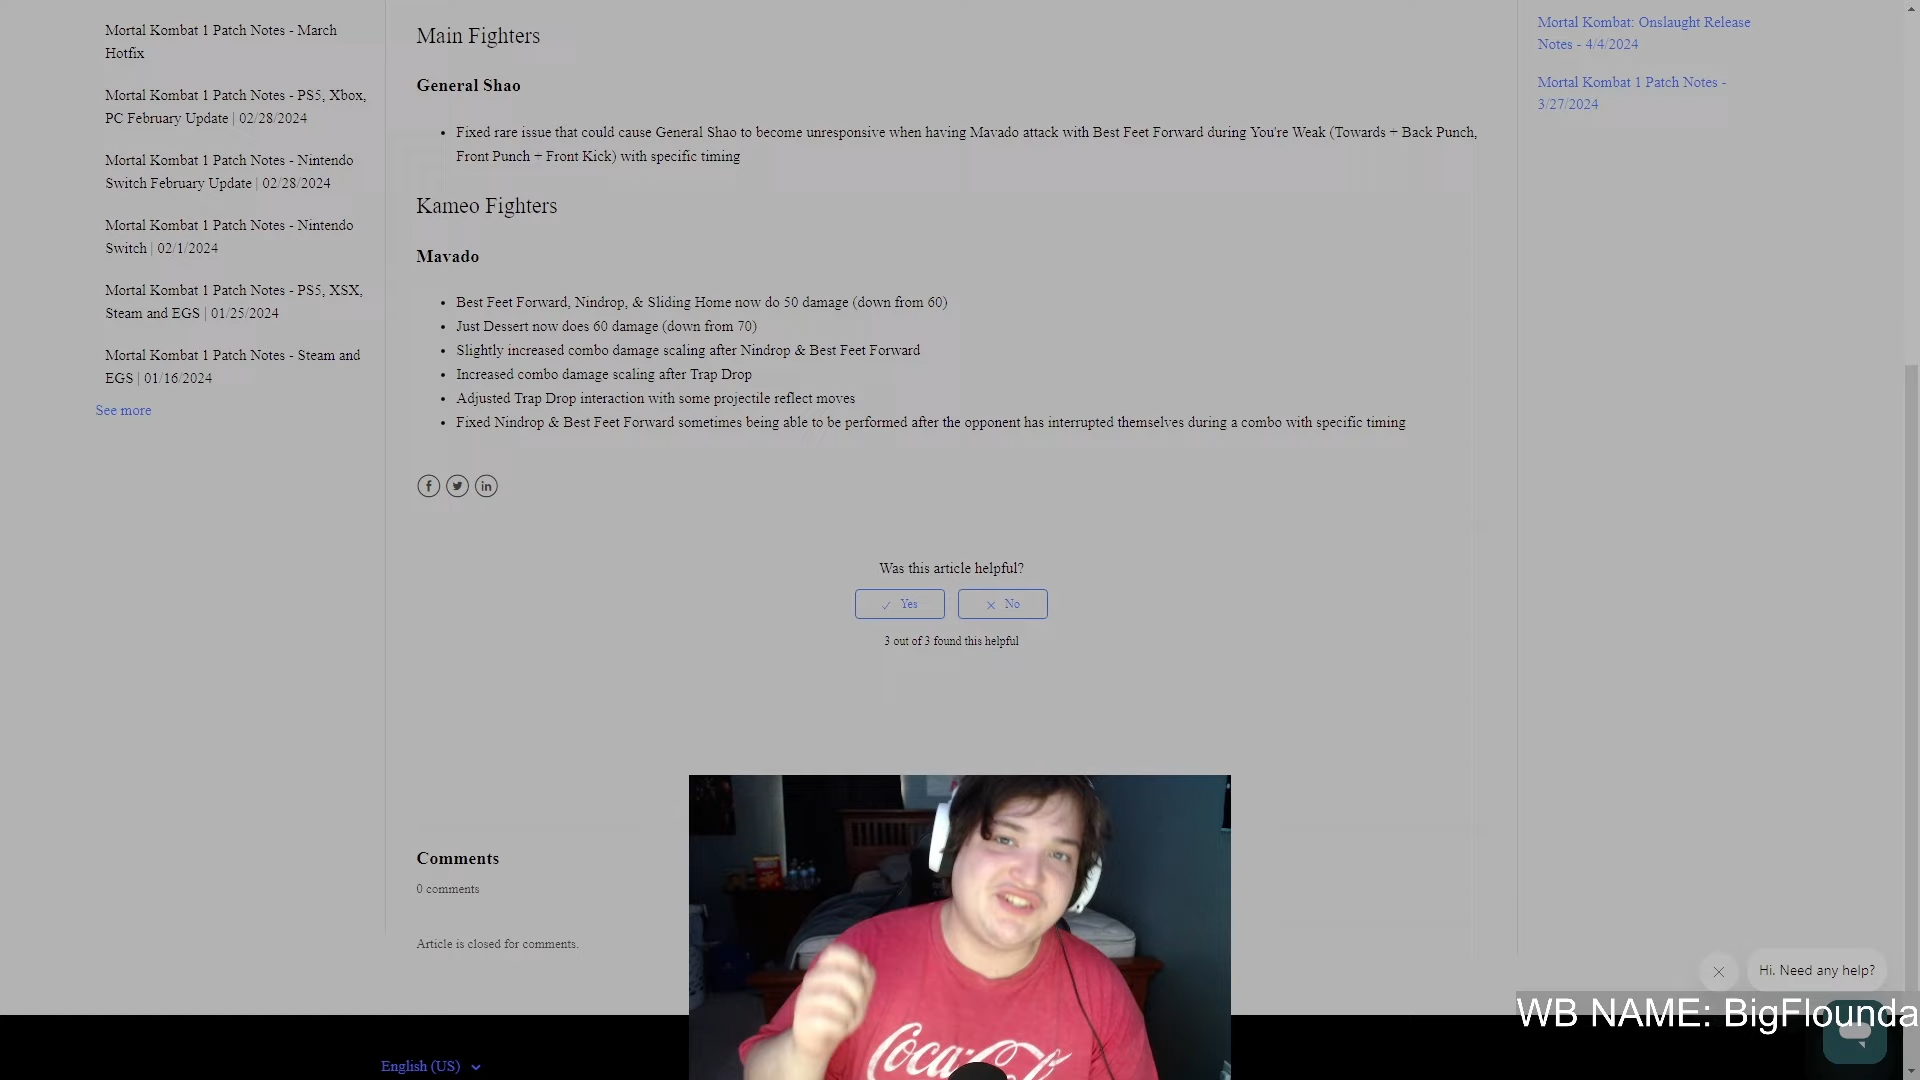 Mortal Kombat 1 Patch Notes - March
Hotfix
Mortal Kombat 1 Patch Notes - PS5, Xbox,
PC February Update | 02/28/2024
Mortal Kombat 1 Patch Notes - Nintendo
Switch February Update | 02/28/2024
Mortal Kombat 1 Patch Notes - Nintendo
Switch | 02/1/2024
Mortal Kombat 1 Patch Notes - PS5, XSX,
Steam and EGS | 01/25/2024
Mortal Kombat 1 Patch Notes - Steam and
EGS | 01/16/2024
See more
Main Fighters
General Shao
• Fixed rare issue that could cause General Shao to become unresponsive when having Mavado attack with Best Feet Forward during You're Weak (Towards + Back Punch,
Front Punch + Front Kick) with specific timing
Kameo Fighters
Mavado
• Best Feet Forward, Nindrop, & Sliding Home now do 50 damage (down from 60)
• Just Dessert now does 60 damage (down from 70)
• Slightly increased combo damage scaling after Nindrop & Best Feet Forward
• Increased combo damage scaling after Trap Drop
• Adjusted Trap Drop interaction with some projectile reflect moves
• Fixed Nindrop & Best Feet Forward sometimes being able to be performed after the opponent has interrupted themselves during a combo with specific timing
Was this article helpful?
Yes
No
3 out of 3 found this helpful
Comments
0 comments
Article is closed for comments.
Mortal Kombat: Onslaught Release
Notes - 4/4/2024
Mortal Kombat 1 Patch Notes -
3/27/2024
Hi. Need any help?
WB NAME: BigFlounda
English (US)